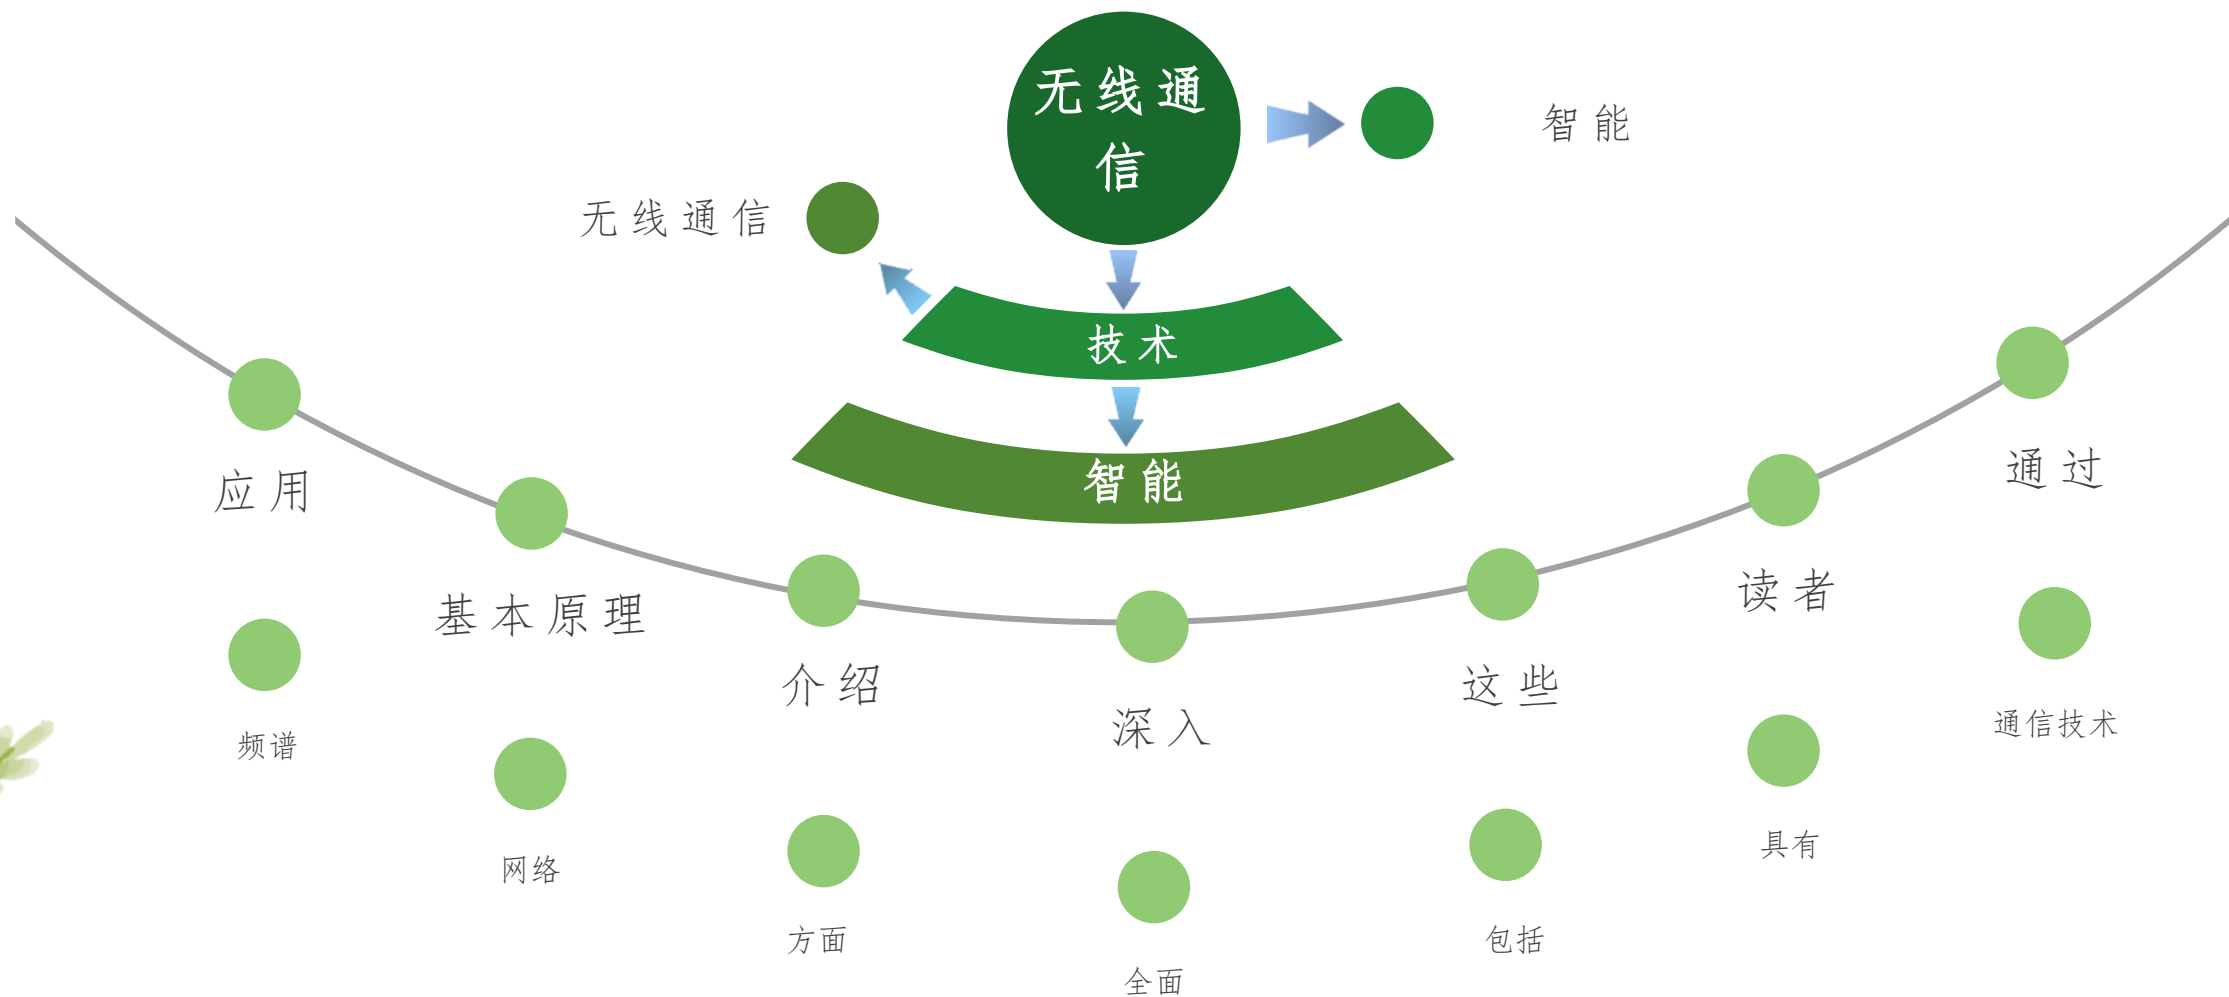 无线通
信
智能
无线通信
技术
智能
应用
基本原理
介绍
深入
这些
读者
通过
频谱
网络
方面
全面
包括
具有
通信技术